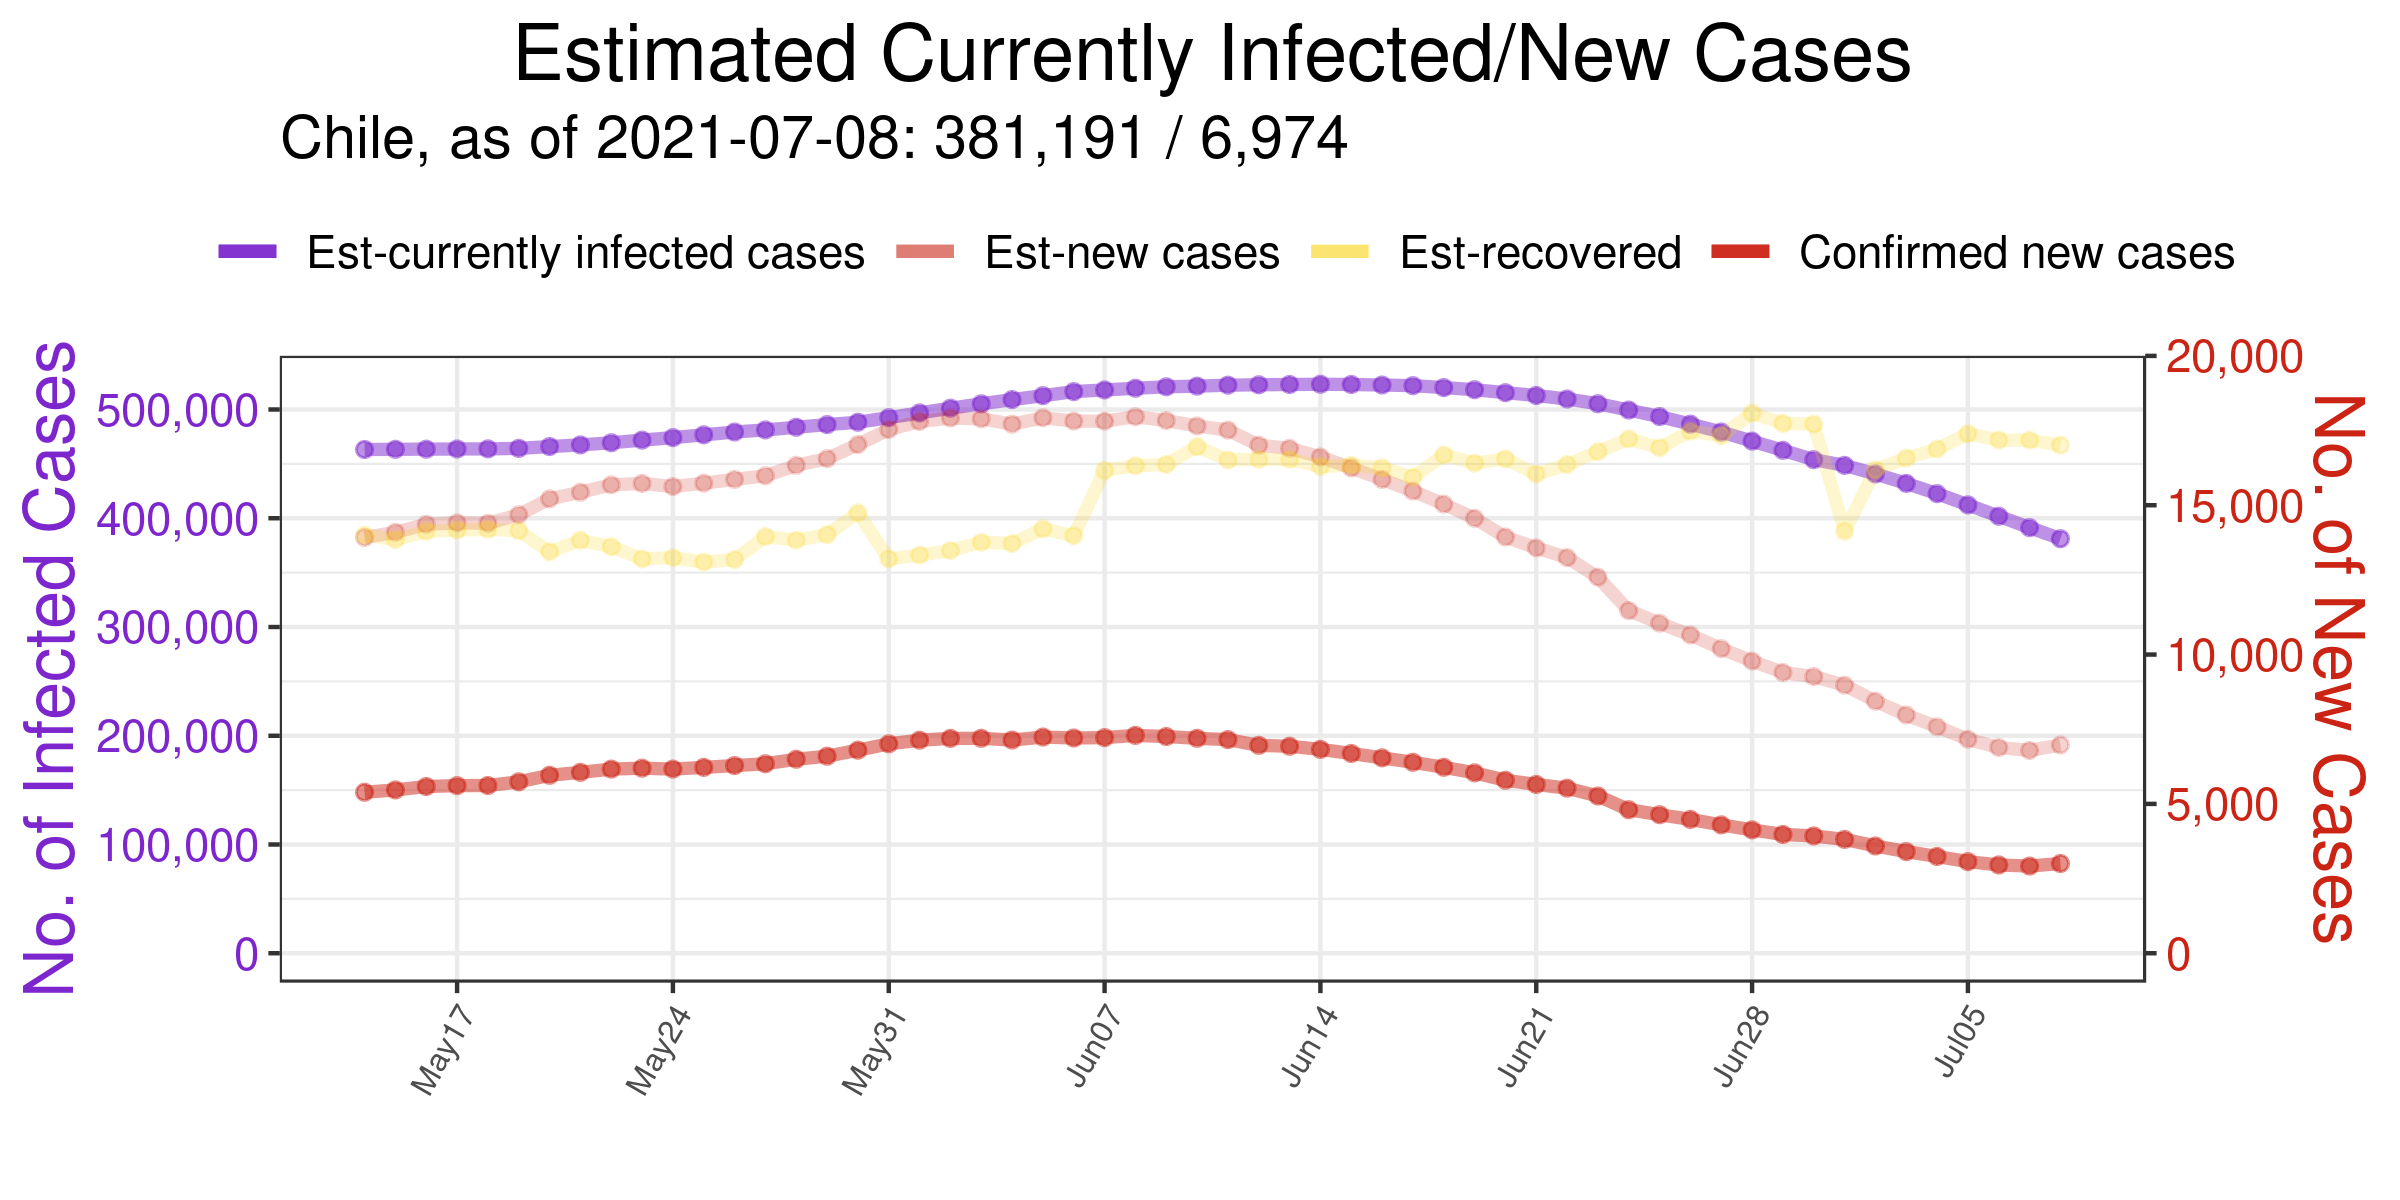 Estimated Currently Infected/New Cases
Chile, as of 2021-07-08: 381,191 / 6,974
Est-currently infected cases Est-new cases Est-recovered Confirmed new cases
No. of Infected Cases
500,000
400,000
300,000
200,000
100,000
0
20,000
15,000
10,000
5,000
0
No. of New Cases
May17 May24 May31 Jun07 Jun14 Jun21 Jun28 Jul05